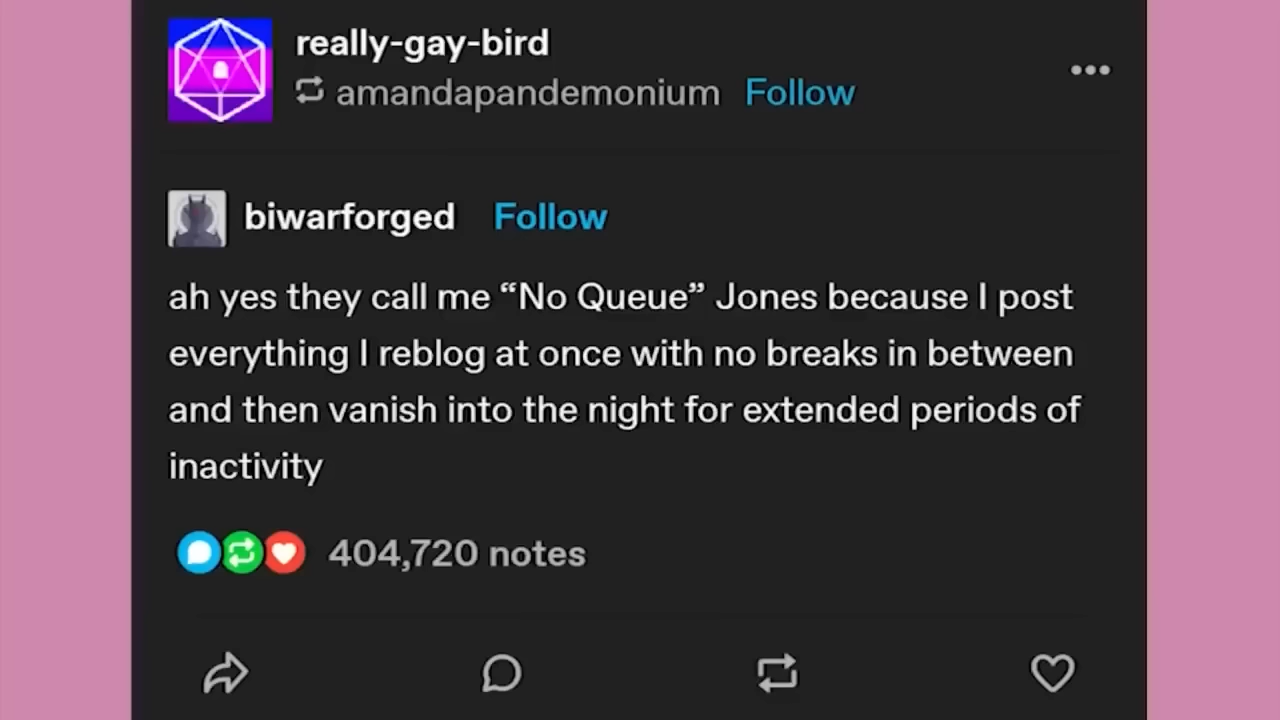 really-gay-bird
amandapandemonium Follow
biwarforged Follow
ah yes they call me “No Queue” Jones because I post
everything I reblog at once with no breaks in between
and then vanish into the night for extended periods of
inactivity
404,720 notes